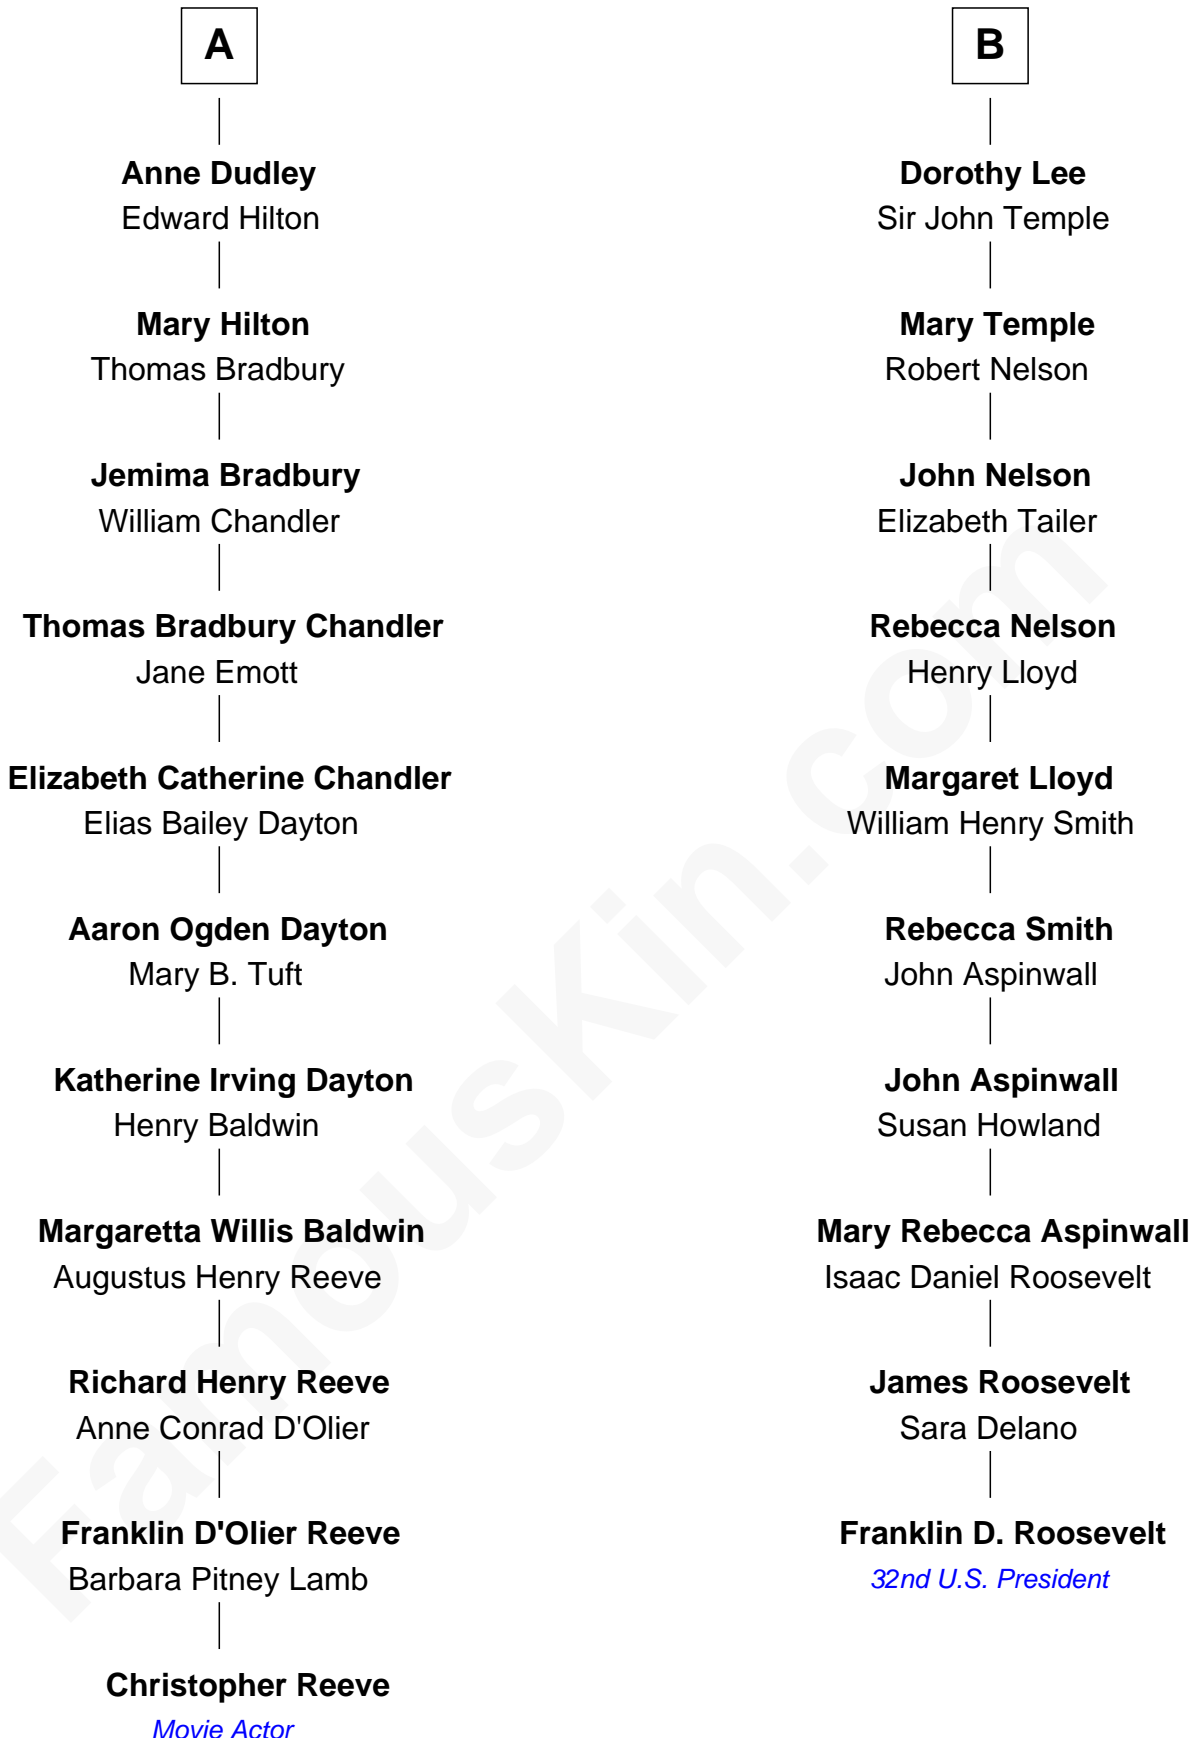 A
Anne Dudley
Edward Hilton
Mary Hilton
Thomas Bradbury
Jemima Bradbury
William Chandler
Thomas Bradbury Chandler
Jane Emott
Elizabeth Catherine Chandler
Elias Bailey Dayton
Aaron Ogden Dayton
Mary B. Tuft
Katherine Irving Dayton
Henry Baldwin
Margaretta Willis Baldwin
Augustus Henry Reeve
Richard Henry Reeve
Anne Conrad D'Olier
Franklin D'Olier Reeve
Barbara Pitney Lamb
Christopher Reeve
Movie Actor
B
Dorothy Lee
Sir John Temple
Mary Temple
Robert Nelson
John Nelson
Elizabeth Tailer
Rebecca Nelson
Henry Lloyd
Margaret Lloyd
William Henry Smith
Rebecca Smith
John Aspinwall
John Aspinwall
Susan Howland
Mary Rebecca Aspinwall
Isaac Daniel Roosevelt
James Roosevelt
Sara Delano
Franklin D. Roosevelt
32nd U.S. President
FamousKin.com